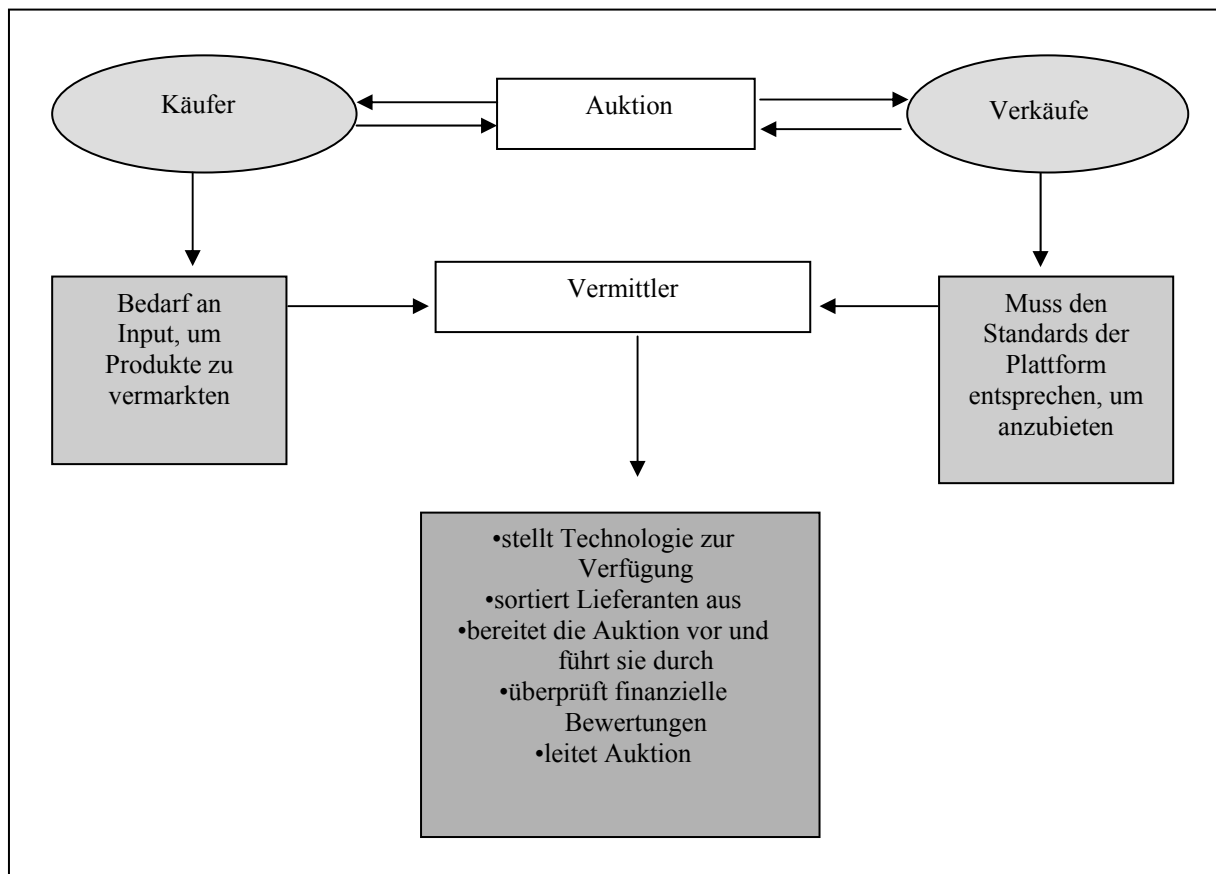 Käufer
Auktion
Verkäufe
Bedarf an
Input, um
Produkte zu
vermarkten
Vermittler
Muss den
Standards der
Plattform
entsprechen, um
anzubieten
•stellt Technologie zur
Verfügung
•sortiert Lieferanten aus
•bereitet die Auktion vor und
führt sie durch
•überprüft finanzielle
Bewertungen
•leitet Auktion